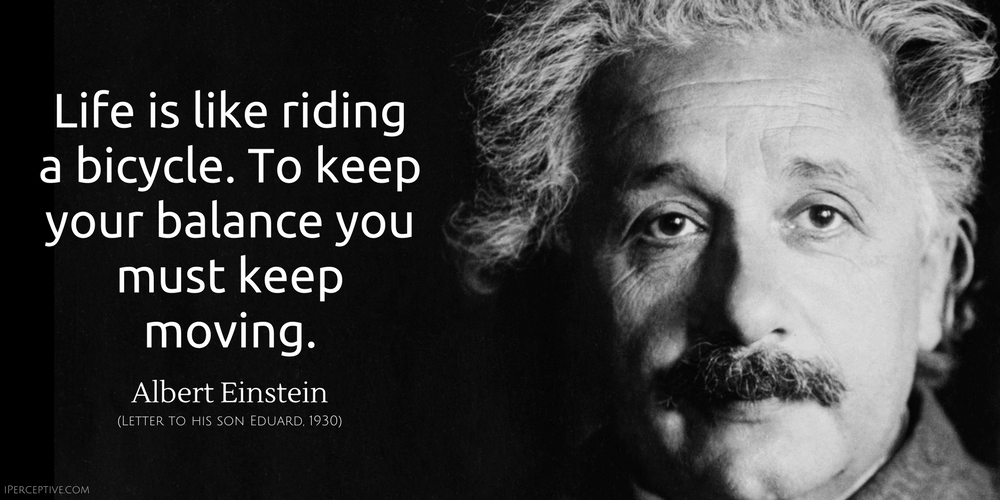 Life is like riding
a bicycle. To keep
your balance you
must keep
moving.
Albert Einstein
(Letter to his son Eduard, 1930)
iPerceptive.com